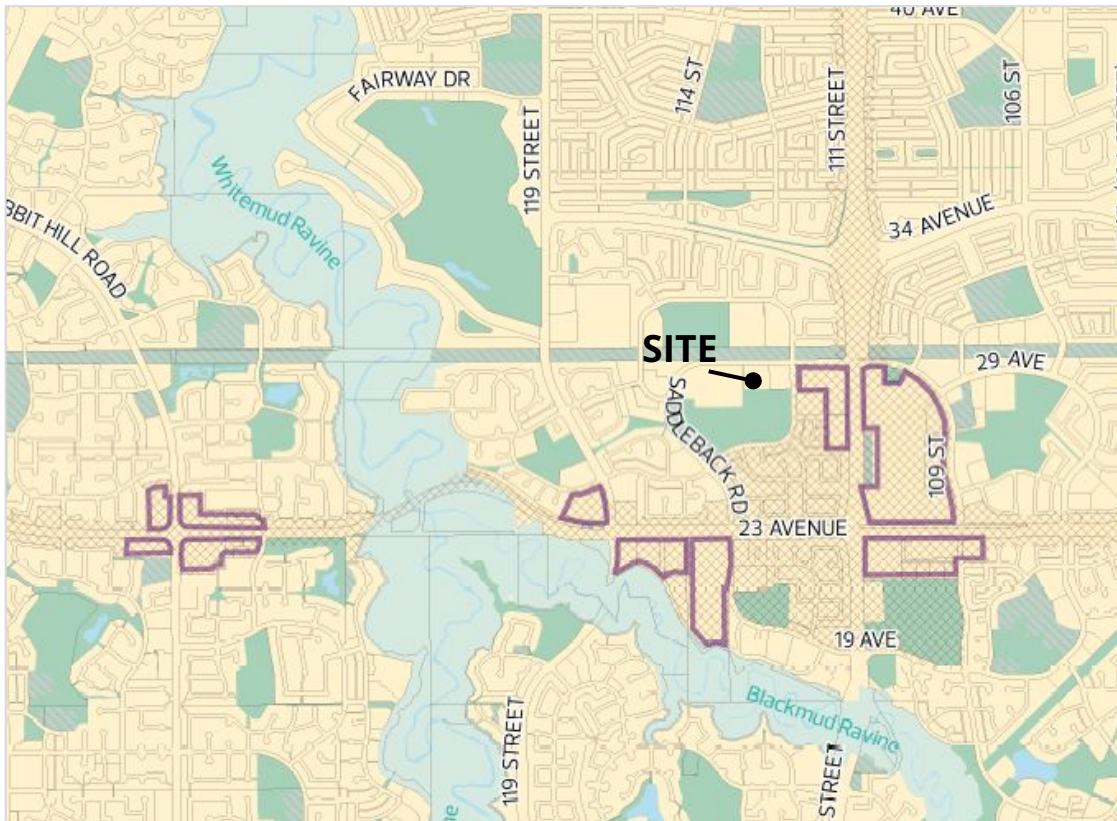 40 AVE
FAIRWAY DR
114 ST
106 ST
119 STREET
111 STREET
Whitemud Ravine
BBIT HILL ROAD
34 AVENUE
SITE
29 AVE
SADDLEBACK RD
109 ST
23 AVENUE
19 AVE
Blackmud Ravine
119 STREET
STREET
ne